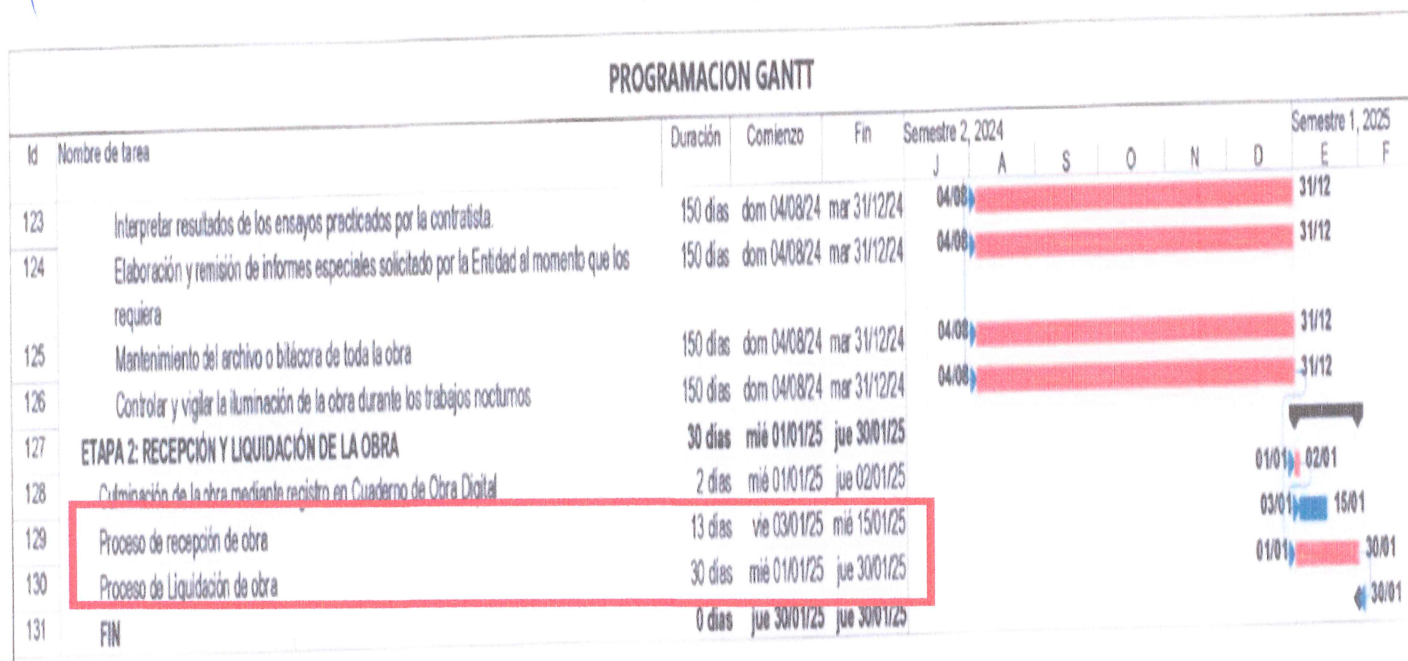 PROGRAMACION GANTT
Id Nombre de tarea Duración Comienzo Fin Semestre 2, 2024 Semestre 1, 2025
J A S O N D E F
123 Interpretar resultados de los ensayos practicados por la contratista. 150 días dom 04/08/24 mar 31/12/24 04/08 31/12
124 Elaboración y remisión de informes especiales solicitado por la Entidad al momento que los 150 días dom 04/08/24 mar 31/12/24 04/08 31/12
requiera
125 Mantenimiento del archivo o bitácora de toda la obra 150 días dom 04/08/24 mar 31/12/24 04/08 31/12
126 Controlar y vigilar la iluminación de la obra durante los trabajos nocturnos 150 días dom 04/08/24 mar 31/12/24 04/08 31/12
127 ETAPA 2: RECEPCIÓN Y LIQUIDACIÓN DE LA OBRA 30 días mié 01/01/25 jue 30/01/25
128 Culminación de la obra mediante registro en Cuaderno de Obra Digital 2 días mié 01/01/25 jue 02/01/25 01/01 02/01
129 Proceso de recepción de obra 13 días vie 03/01/25 mié 15/01/25 03/01 15/01
130 Proceso de Liquidación de obra 30 días mié 01/01/25 jue 30/01/25 01/01 30/01
131 FIN 0 días jue 30/01/25 jue 30/01/25 30/01